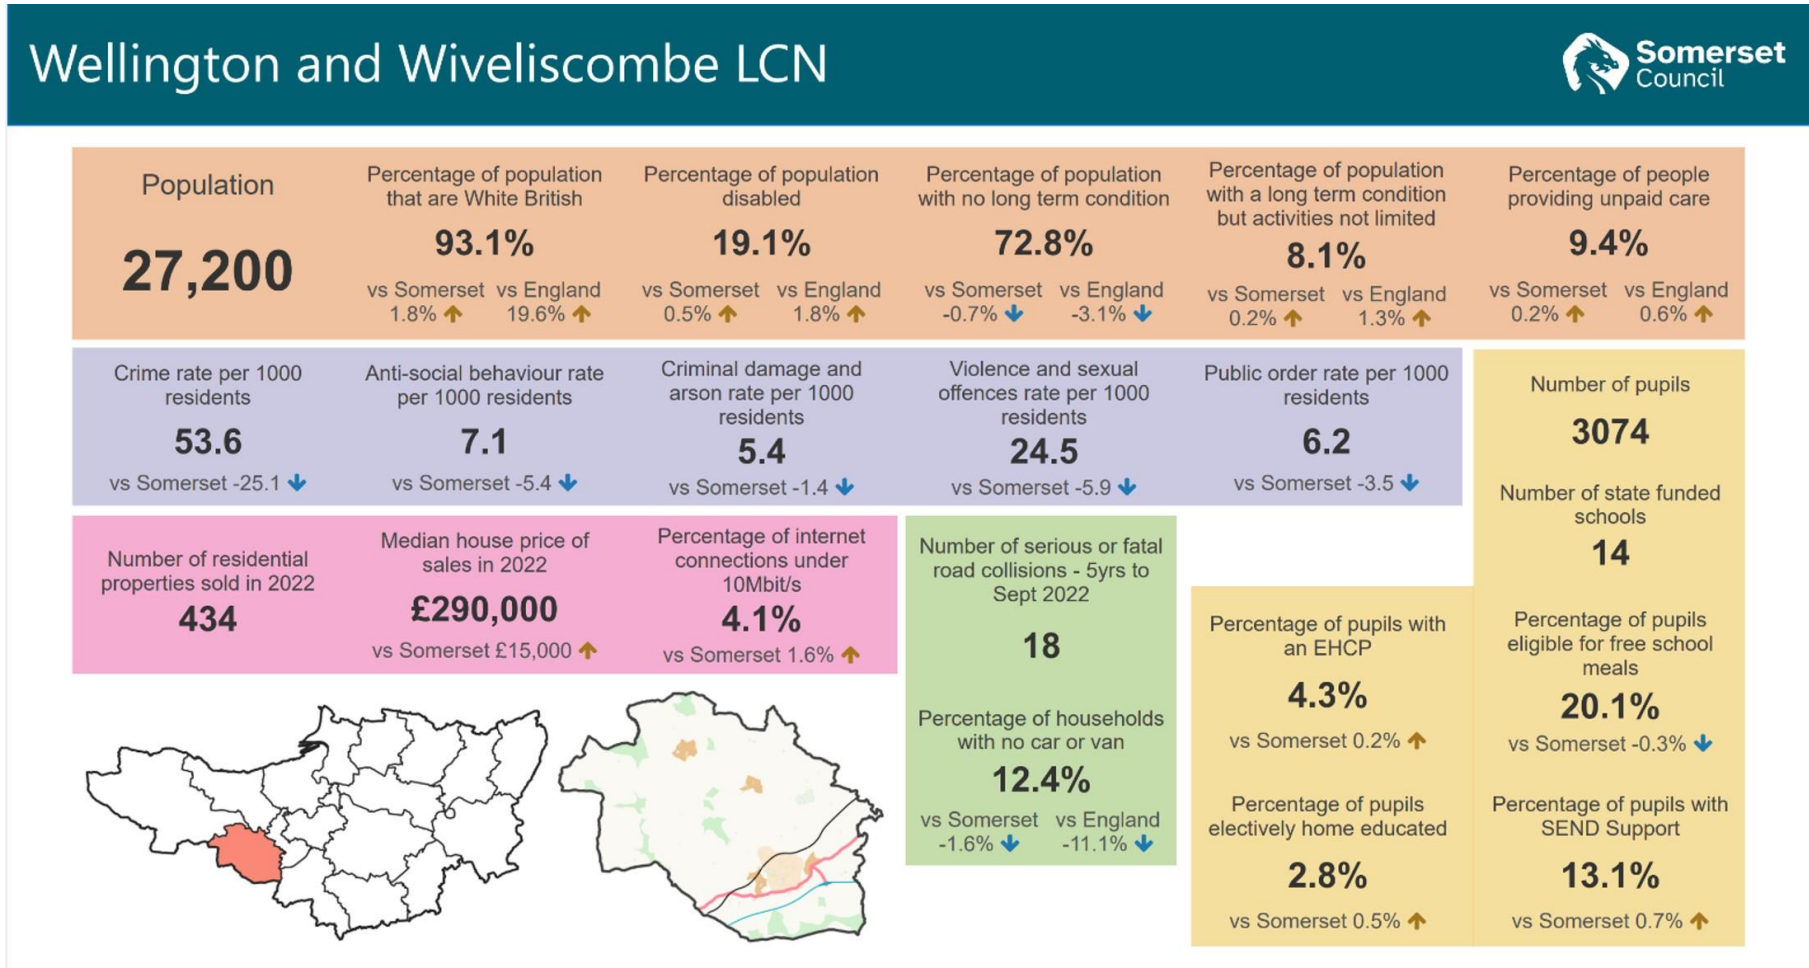 Wellington and Wiveliscombe LCN
Somerset
Council
Population
27,200
Percentage of population
that are White British
93.1%
vs Somerset vs England
1.8% 19.6%
Percentage of population
disabled
19.1%
vs Somerset vs England
0.5% 1.8%
Percentage of population
with no long term condition
72.8%
vs Somerset vs England
-0.7% -3.1%
Percentage of population
with a long term condition
but activities not limited
8.1%
vs Somerset vs England
0.2% 1.3%
Percentage of people
providing unpaid care
9.4%
vs Somerset vs England
0.2% 0.6%
Crime rate per 1000
residents
53.6
vs Somerset -25.1
Anti-social behaviour rate
per 1000 residents
7.1
vs Somerset -5.4
Criminal damage and
arson rate per 1000
residents
5.4
vs Somerset -1.4
Violence and sexual
offences rate per 1000
residents
24.5
vs Somerset -5.9
Public order rate per 1000
residents
6.2
vs Somerset -3.5
Number of pupils
3074
Number of state funded
schools
14
Number of residential
properties sold in 2022
434
Median house price of
sales in 2022
£290,000
vs Somerset £15,000
Percentage of internet
connections under
10Mbit/s
4.1%
vs Somerset 1.6%
Number of serious or fatal
road collisions - 5yrs to
Sept 2022
18
Percentage of households
with no car or van
12.4%
vs Somerset vs England
-1.6% -11.1%
Percentage of pupils with
an EHCP
4.3%
vs Somerset 0.2%
Percentage of pupils
eligible for free school
meals
20.1%
vs Somerset -0.3%
Percentage of pupils
electively home educated
2.8%
vs Somerset 0.5%
Percentage of pupils with
SEND Support
13.1%
vs Somerset 0.7%